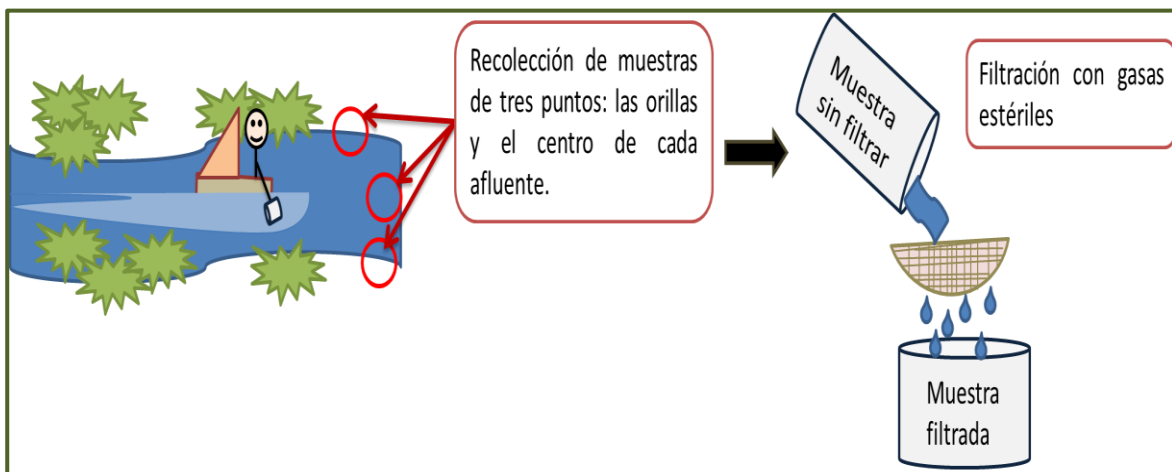 Recolección de muestras
de tres puntos: las orillas
y el centro de cada
afluente.
Muestra
sin filtrar
Filtración con gasas
estériles
Muestra
filtrada